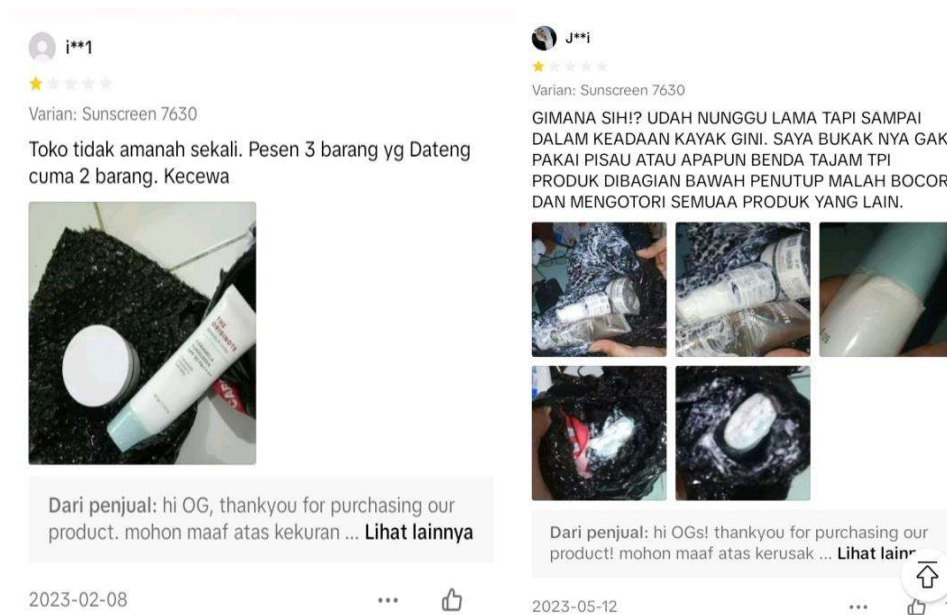 i**1
Varian: Sunscreen 7630
Toko tidak amanah sekali. Pesen 3 barang yg Dateng
cuma 2 barang. Kecewa
THE
ORIGINOTE
Dari penjual: hi OG, thankyou for purchasing our
product. mohon maaf atas kekuran ... Lihat lainnya
2023-02-08
J**i
Varian: Sunscreen 7630
GIMANA SIH!? UDAH NUNGGU LAMA TAPI SAMPAI
DALAM KEADAAN KAYAK GINI. SAYA BUKAK NYA GAK
PAKAI PISAU ATAU APAPUN BENDA TAJAM TPI
PRODUK DIBAGIAN BAWAH PENUTUP MALAH BOCOR
DAN MENGOTORI SEMUAA PRODUK YANG LAIN.
Dari penjual: hi OGs! thankyou for purchasing our
product! mohon maaf atas kerusak ... Lihat lainn
2023-05-12